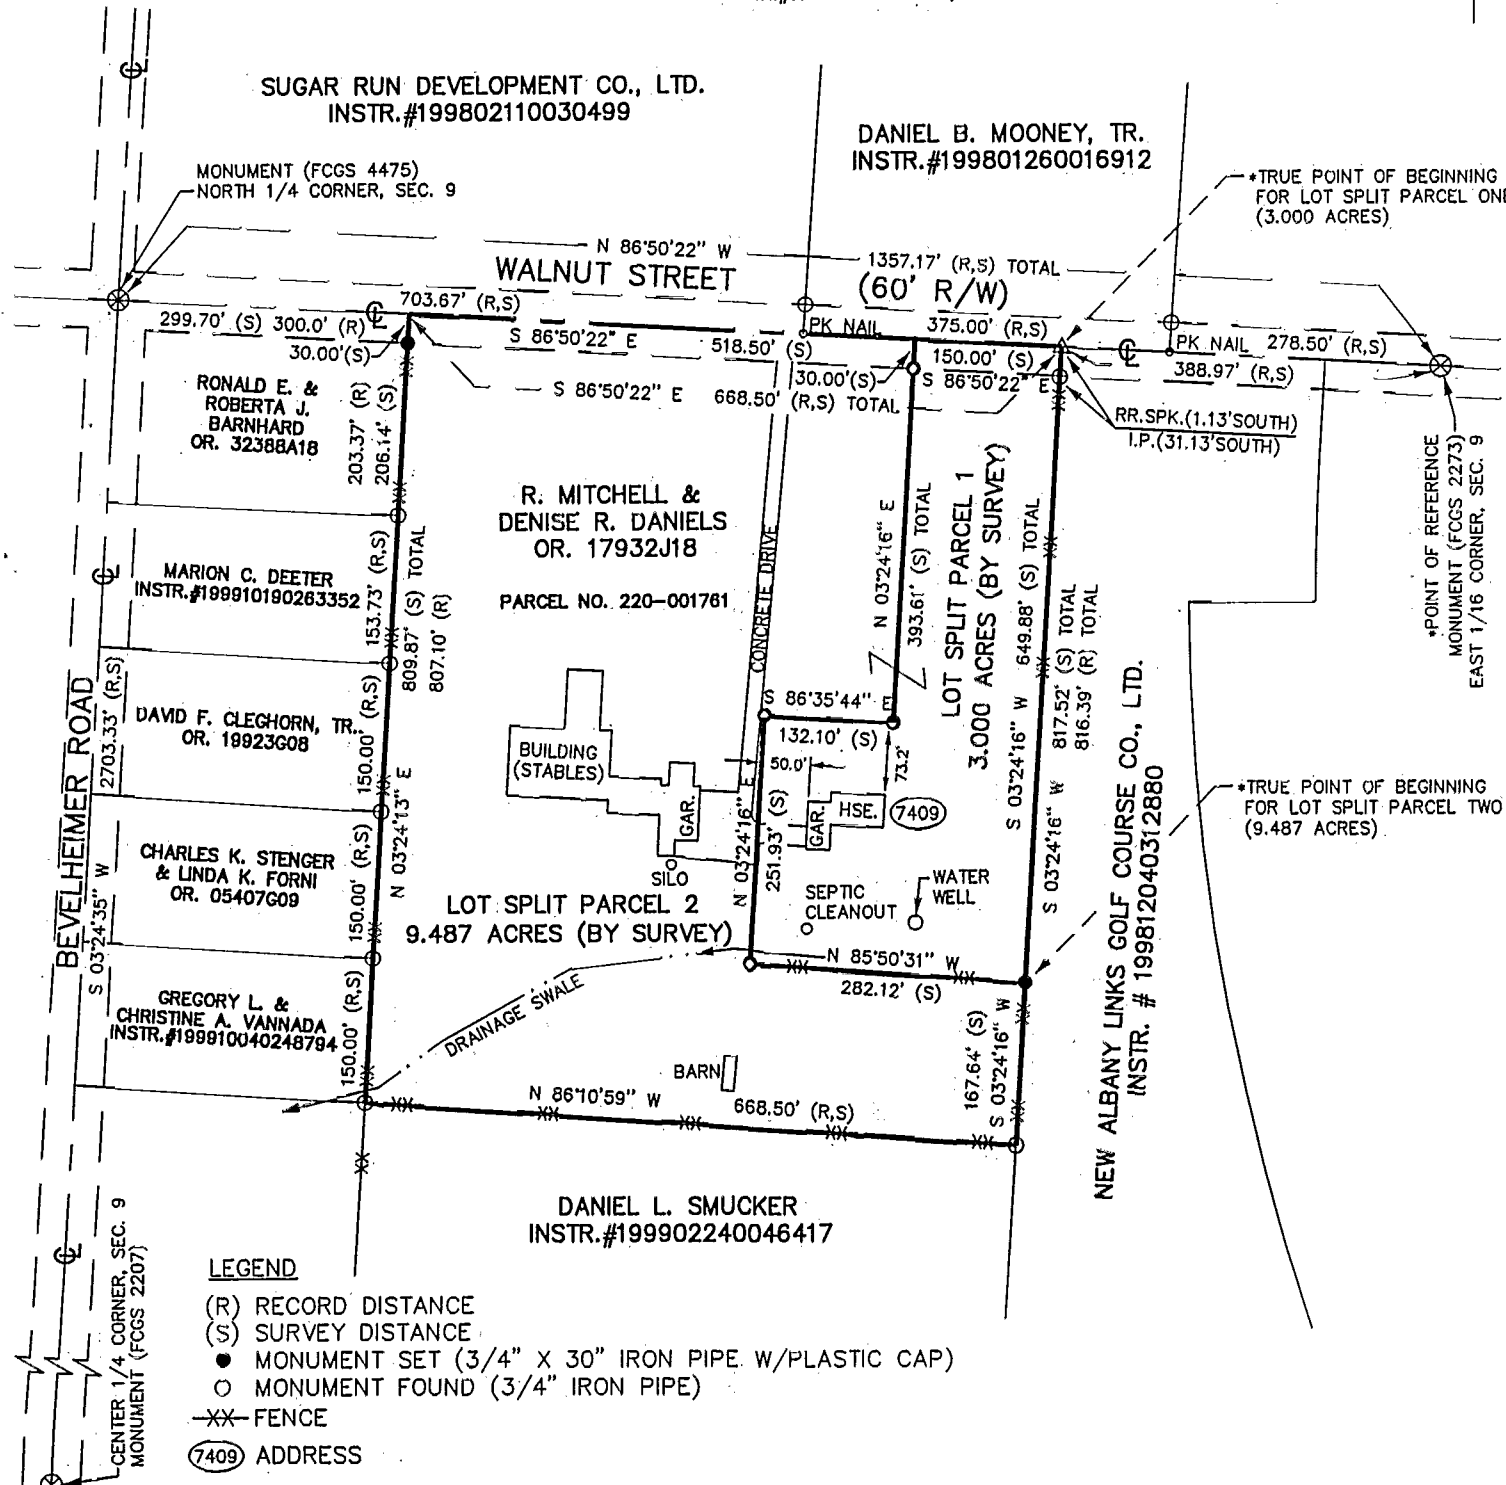 SUGAR RUN DEVELOPMENT CO., LTD.
INSTR.#199802110030499
DANIEL B. MOONEY, TR.
INSTR.#199801260016912
MONUMENT (FCGS 4475)
NORTH 1/4 CORNER, SEC. 9
*TRUE POINT OF BEGINNING
FOR LOT SPLIT PARCEL ONE
(3.000 ACRES)
N 86°50'22" W
1357.17' (R,S) TOTAL
WALNUT STREET
(60' R/W)
703.67' (R,S)
299.70' (S) 300.0' (R)
30.00'(S)
S 86°50'22" E
518.50' (S)
PK NAIL
375.00' (R,S)
150.00' (S)
30.00'(S)
S 86°50'22" E
S 86°50'22" E
668.50' (R,S) TOTAL
PK NAIL
278.50' (R,S)
388.97' (R,S)
RR.SPK.(1.13'SOUTH)
I.P.(31.13'SOUTH)
*POINT OF REFERENCE
MONUMENT (FCGS 2273)
EAST 1/16 CORNER, SEC. 9
RONALD E. &
ROBERTA J.
BARNHARD
OR. 32388A18
203.37' (R)
206.14' (S)
R. MITCHELL &
DENISE R. DANIELS
OR. 17932J18
PARCEL NO. 220-001761
CONCRETE DRIVE
N 03°24'16" E
393.61' (S) TOTAL
LOT SPLIT PARCEL 1
3.000 ACRES (BY SURVEY)
S 03°24'16" W 649.88' (S) TOTAL
S 03°24'16" W 817.52' (S) TOTAL
816.39' (R) TOTAL
MARION C. DEETER
INSTR.#199910190263352
153.73' (R,S)
809.87' (S) TOTAL
807.10' (R)
DAVID F. CLEGHORN, TR.
OR. 19923G08
150.00' (R,S)
N 03°24'13" E
BEVELHEIMER ROAD
S 03°24'35" W
2703.33' (R,S)
S 86°35'44" E
132.10' (S)
BUILDING
(STABLES)
GAR.
50.0'
73.2'
GAR.
HSE.
7409
SILO
N 03°24'16" E
251.93' (S)
SEPTIC
CLEANOUT
WATER
WELL
*TRUE POINT OF BEGINNING
FOR LOT SPLIT PARCEL TWO
(9.487 ACRES)
NEW ALBANY LINKS GOLF COURSE CO., LTD.
INSTR. # 199812040312880
CHARLES K. STENGER
& LINDA K. FORNI
OR. 05407G09
150.00' (R,S)
LOT SPLIT PARCEL 2
9.487 ACRES (BY SURVEY)
N 85°50'31" W
282.12' (S)
DRAINAGE SWALE
GREGORY L. &
CHRISTINE A. VANNADA
INSTR.#199910040248794
150.00' (R,S)
BARN
167.64' (S)
S 03°24'16" W
N 86°10'59" W
668.50' (R,S)
DANIEL L. SMUCKER
INSTR.#199902240046417
CENTER 1/4 CORNER, SEC. 9
MONUMENT (FCGS 2207)
LEGEND
(R) RECORD DISTANCE
(S) SURVEY DISTANCE
MONUMENT SET (3/4" X 30" IRON PIPE W/PLASTIC CAP)
MONUMENT FOUND (3/4" IRON PIPE)
-XX- FENCE
7409 ADDRESS